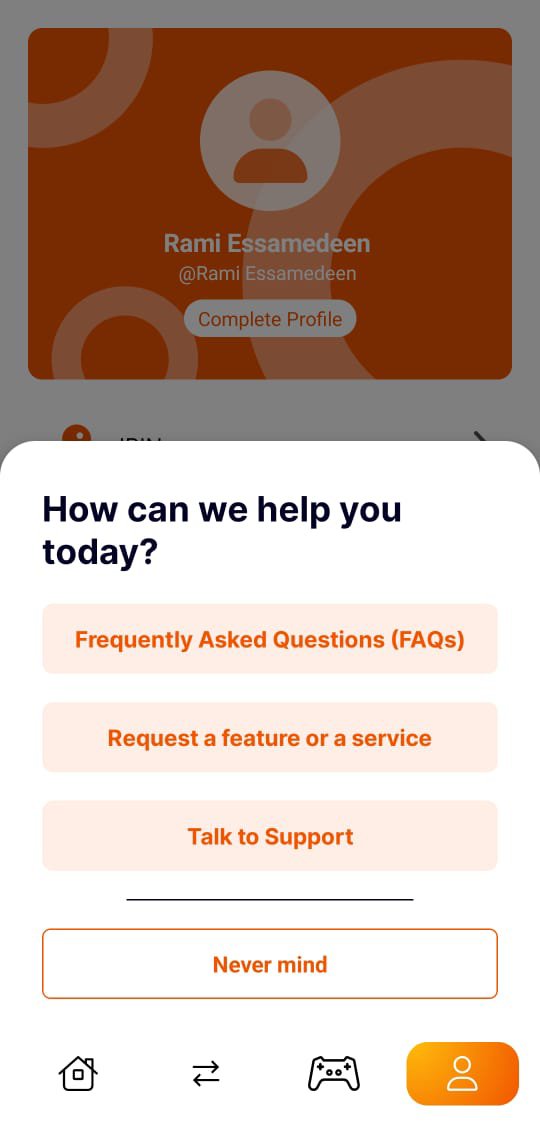 Rami Essamedeen
@Rami Essamedeen
Complete Profile
How can we help you
today?
Frequently Asked Questions (FAQs)
Request a feature or a service
Talk to Support
Never mind